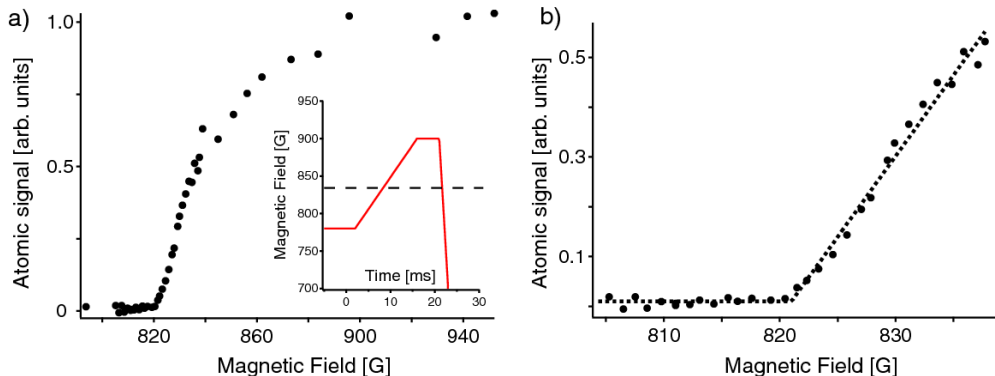 a)
Atomic signal [arb. units]
1.0
0.5
0
820
860
900
940
Magnetic Field [G]
Magnetic Field [G]
950
900
850
800
750
700
Time [ms]
0
10
20
30
b)
Atomic signal [arb. units]
0.5
0.3
0.1
810
820
830
Magnetic Field [G]